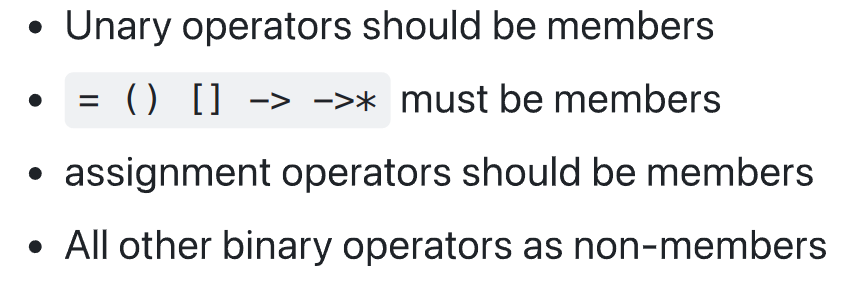 • Unary operators should be members
• = () [] -> ->* must be members
• assignment operators should be members
• All other binary operators as non-members